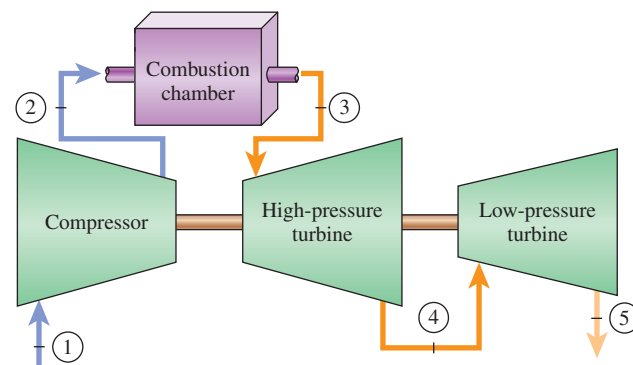 Combustion
chamber
2
3
Compressor
High-pressure
turbine
Low-pressure
turbine
1
4
5